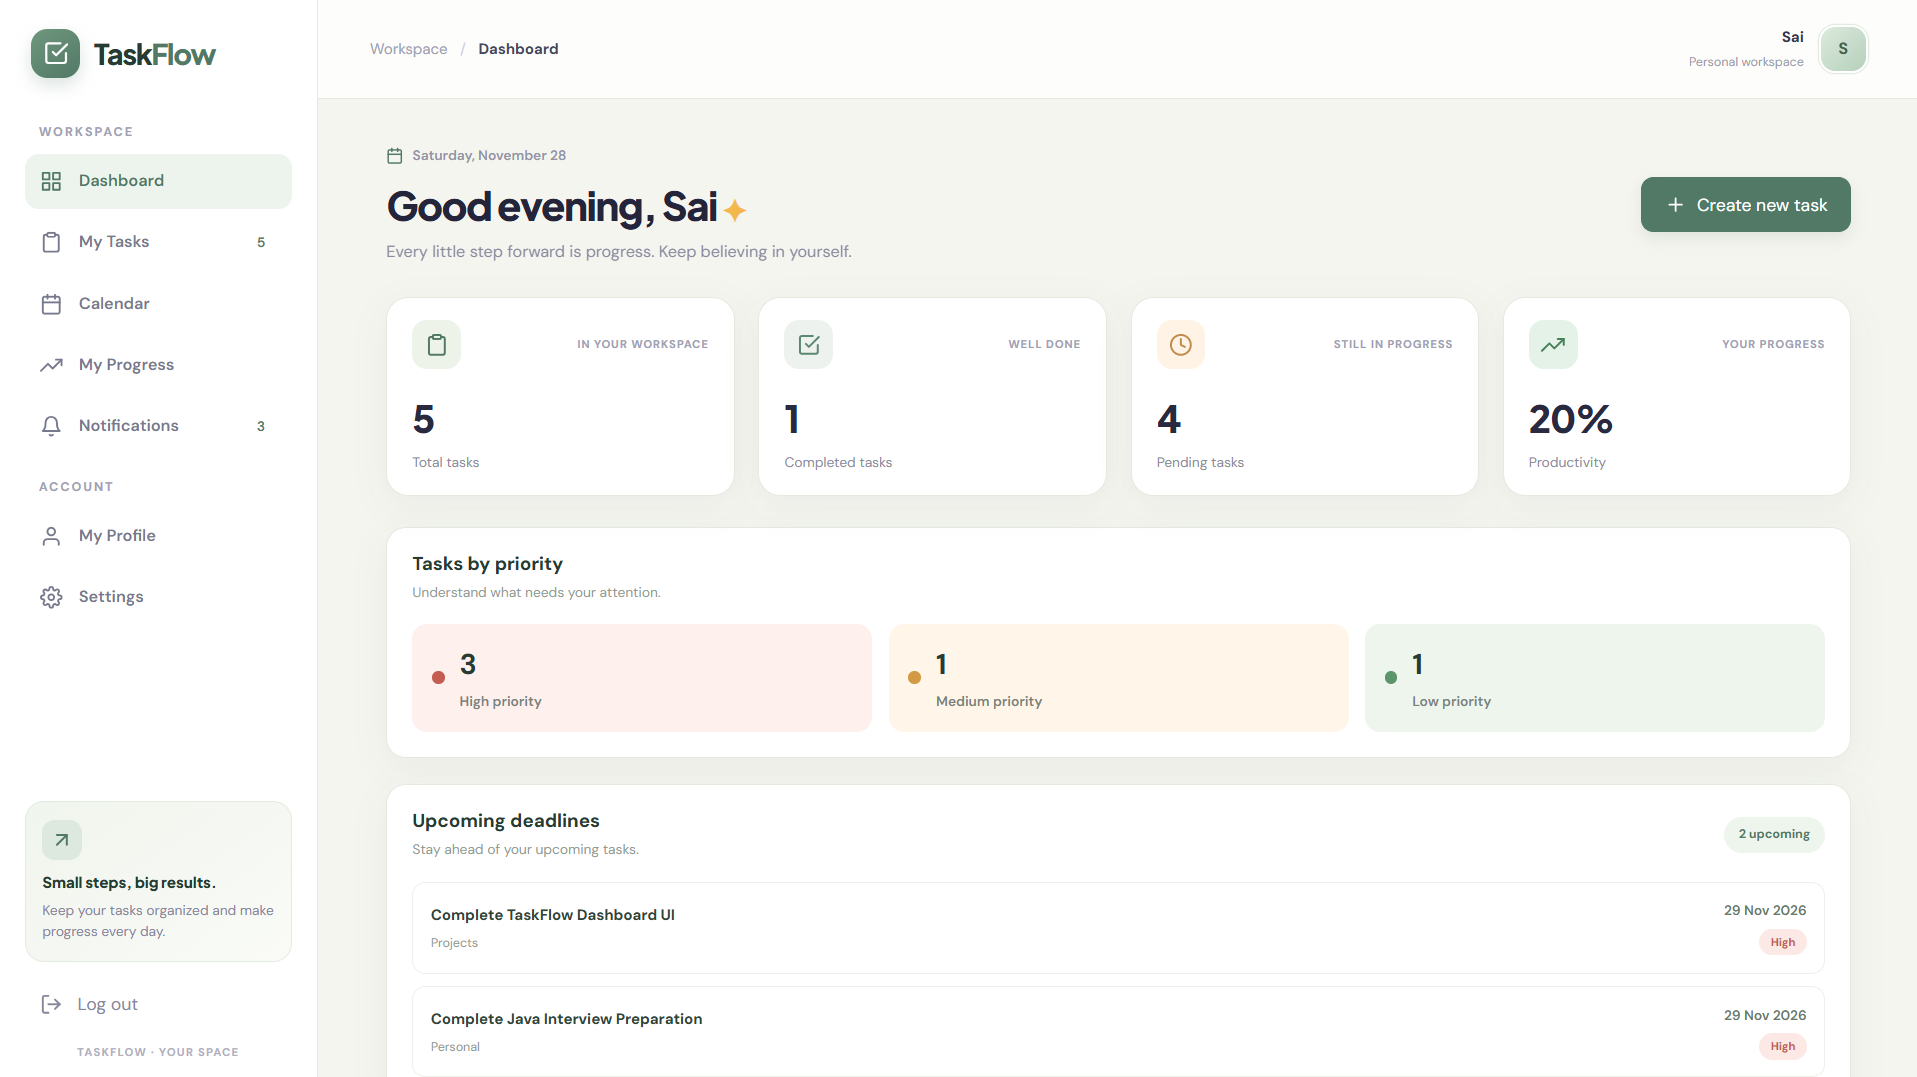 TaskFlow
WORKSPACE
Dashboard
My Tasks 5
Calendar
My Progress
Notifications 3
ACCOUNT
My Profile
Settings
Small steps, big results.
Keep your tasks organized and make
progress every day.
Log out
TASKFLOW · YOUR SPACE
Workspace / Dashboard
Sai
Personal workspace
S
Saturday, November 28
Good evening, Sai
Every little step forward is progress. Keep believing in yourself.
Create new task
IN YOUR WORKSPACE
5
Total tasks
WELL DONE
1
Completed tasks
STILL IN PROGRESS
4
Pending tasks
YOUR PROGRESS
20%
Productivity
Tasks by priority
Understand what needs your attention.
3
High priority
1
Medium priority
1
Low priority
Upcoming deadlines
Stay ahead of your upcoming tasks.
2 upcoming
Complete TaskFlow Dashboard UI
Projects
29 Nov 2026
High
Complete Java Interview Preparation
Personal
29 Nov 2026
High